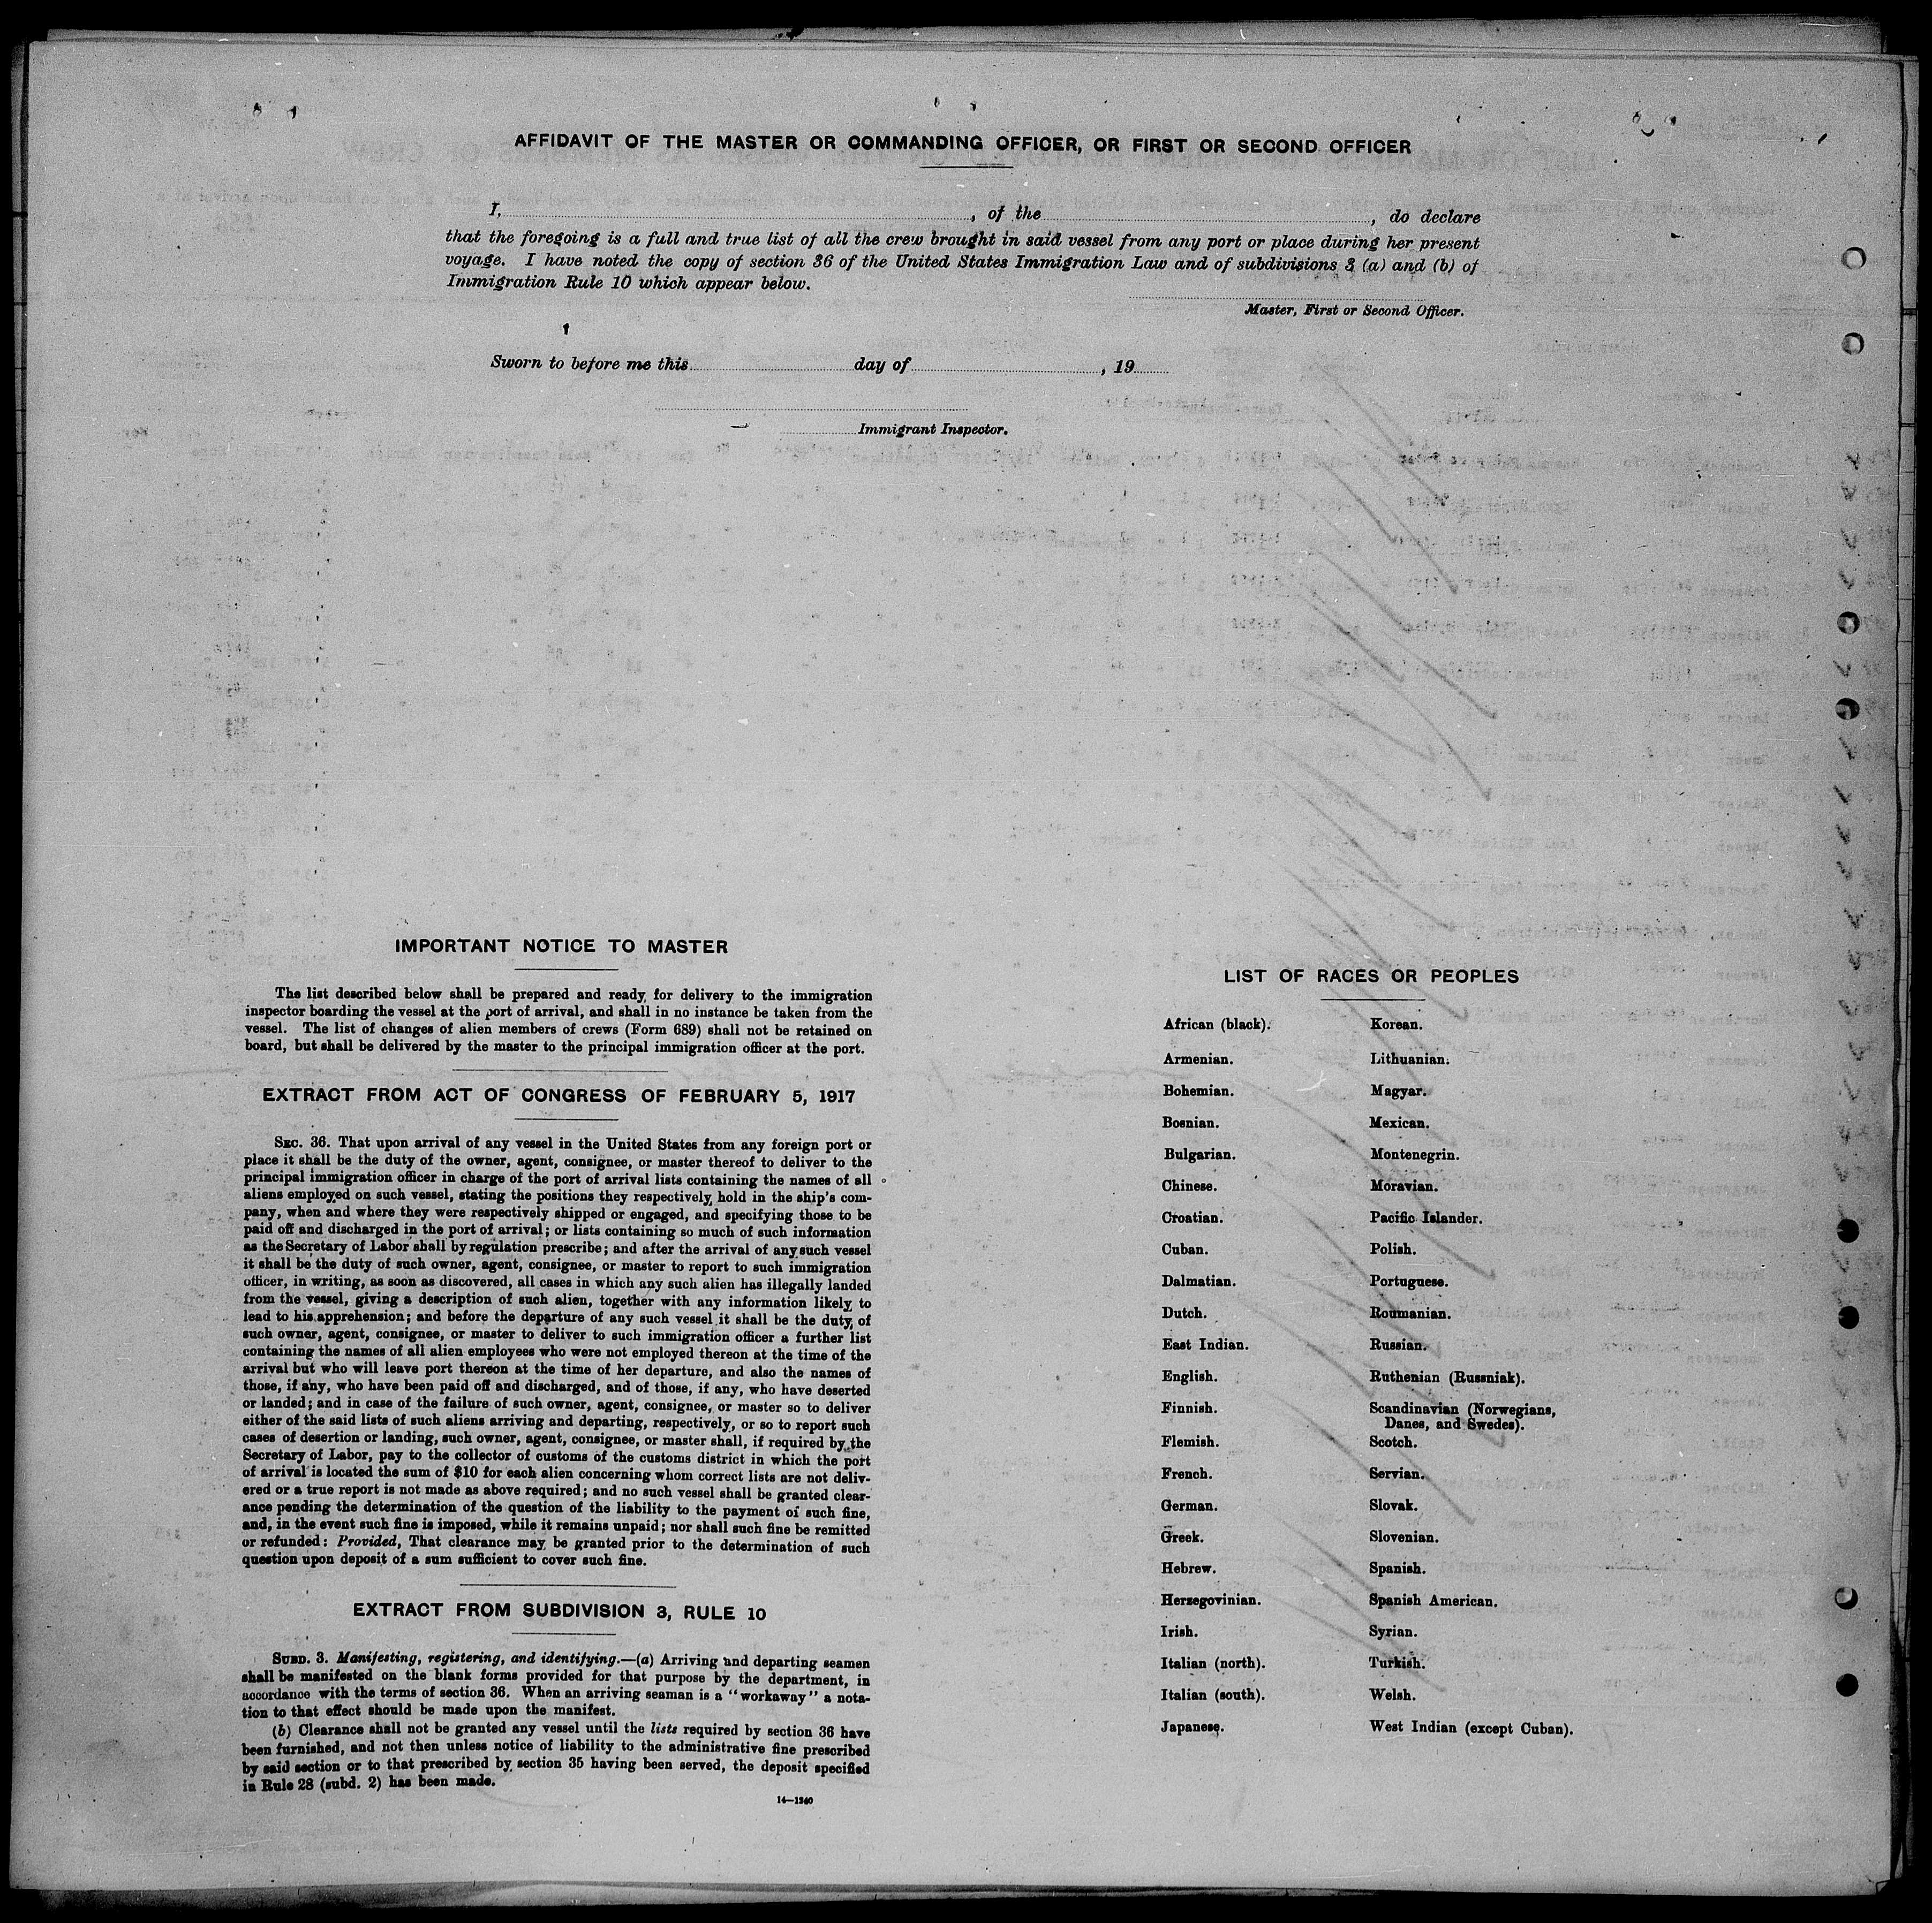 AFFIDAVIT OF THE MASTER OR COMMANDING OFFICER, OR FIRST OR SECOND OFFICER
I, , of the , do declare
that the foregoing is a full and true list of all the crew brought in said vessel from any port or place during her present
voyage. I have noted the copy of section 36 of the United States Immigration Law and of subdivisions 3 (a) and (b) of
Immigration Rule 10 which appear below.
Master, First or Second Officer.
Sworn to before me this day of , 19
Immigrant Inspector.
IMPORTANT NOTICE TO MASTER
The list described below shall be prepared and ready for delivery to the immigration
inspector boarding the vessel at the port of arrival, and shall in no instance be taken from the
vessel. The list of changes of alien members of crews (Form 689) shall not be retained on
board, but shall be delivered by the master to the principal immigration officer at the port.
EXTRACT FROM ACT OF CONGRESS OF FEBRUARY 5, 1917
SEC. 36. That upon arrival of any vessel in the United States from any foreign port or
place it shall be the duty of the owner, agent, consignee, or master thereof to deliver to the
principal immigration officer in charge of the port of arrival lists containing the names of all
aliens employed on such vessel, stating the positions they respectively hold in the ship's com-
pany, when and where they were respectively shipped or engaged, and specifying those to be
paid off and discharged in the port of arrival; or lists containing so much of such information
as the Secretary of Labor shall by regulation prescribe; and after the arrival of any such vessel
it shall be the duty of such owner, agent, consignee, or master to report to such immigration
officer, in writing, as soon as discovered, all cases in which any such alien has illegally landed
from the vessel, giving a description of such alien, together with any information likely to
lead to his apprehension; and before the departure of any such vessel it shall be the duty of
such owner, agent, consignee, or master to deliver to such immigration officer a further list
containing the names of all alien employees who were not employed thereon at the time of the
arrival but who will leave port thereon at the time of her departure, and also the names of
those, if any, who have been paid off and discharged, and of those, if any, who have deserted
or landed; and in case of the failure of such owner, agent, consignee, or master so to deliver
either of the said lists of such aliens arriving and departing, respectively, or so to report such
cases of desertion or landing, such owner, agent, consignee, or master shall, if required by the
Secretary of Labor, pay to the collector of customs of the customs district in which the port
of arrival is located the sum of $10 for each alien concerning whom correct lists are not deliv-
ered or a true report is not made as above required; and no such vessel shall be granted clear-
ance pending the determination of the question of the liability to the payment of such fine,
and, in the event such fine is imposed, while it remains unpaid; nor shall such fine be remitted
or refunded: Provided, That clearance may be granted prior to the determination of such
question upon deposit of a sum sufficient to cover such fine.
EXTRACT FROM SUBDIVISION 3, RULE 10
SUBD. 3. Manifesting, registering, and identifying.—(a) Arriving and departing seamen
shall be manifested on the blank forms provided for that purpose by the department, in
accordance with the terms of section 36. When an arriving seaman is a "workaway" a nota-
tion to that effect should be made upon the manifest.
(b) Clearance shall not be granted any vessel until the lists required by section 36 have
been furnished, and not then unless notice of liability to the administrative fine prescribed
by said section or to that prescribed by section 35 having been served, the deposit specified
in Rule 28 (subd. 2) has been made.
14—1240
LIST OF RACES OR PEOPLES
African (black).
Armenian.
Bohemian.
Bosnian.
Bulgarian.
Chinese.
Croatian.
Cuban.
Dalmatian.
Dutch.
East Indian.
English.
Finnish.
Flemish.
French.
German.
Greek.
Hebrew.
Herzegovinian.
Irish.
Italian (north).
Italian (south).
Japanese.
Korean.
Lithuanian.
Magyar.
Mexican.
Montenegrin.
Moravian.
Pacific Islander.
Polish.
Portuguese.
Roumanian.
Russian.
Ruthenian (Russniak).
Scandinavian (Norwegians,
Danes, and Swedes).
Scotch.
Servian.
Slovak.
Slovenian.
Spanish.
Spanish American.
Syrian.
Turkish.
Welsh.
West Indian (except Cuban).